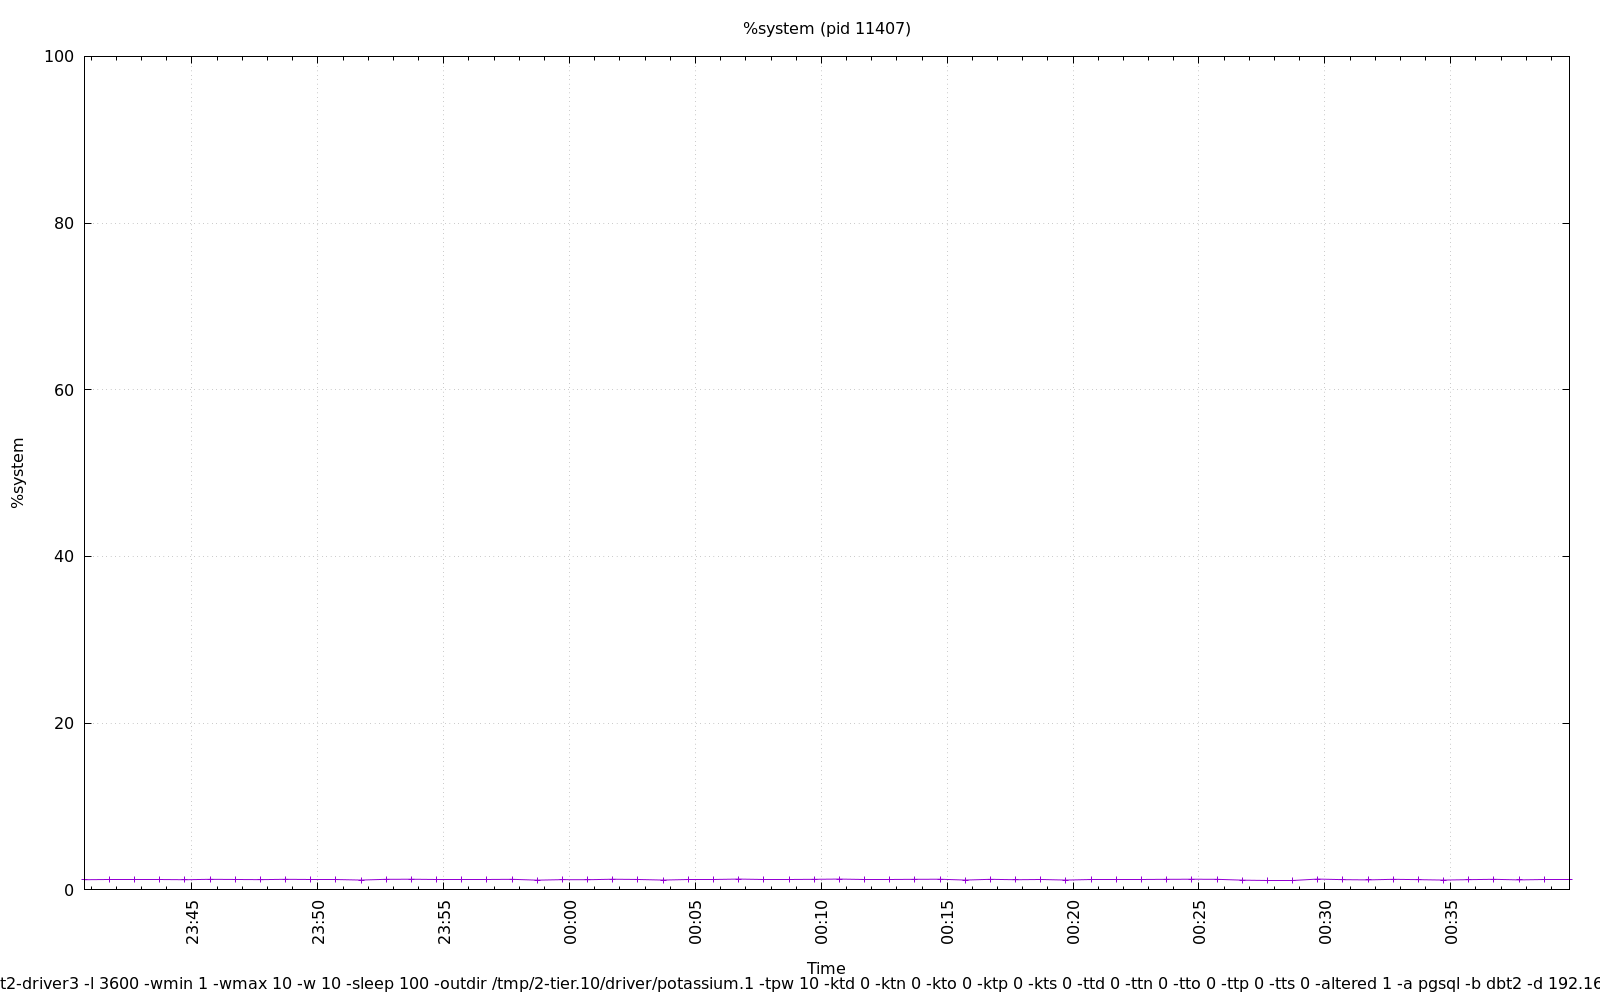 %system (pid 11407)
100
80
60
40
20
0
%system
23:45 23:50 23:55 00:00 00:05 00:10 00:15 00:20 00:25 00:30 00:35
Time
t2-driver3 -l 3600 -wmin 1 -wmax 10 -w 10 -sleep 100 -outdir /tmp/2-tier.10/driver/potassium.1 -tpw 10 -ktd 0 -ktn 0 -kto 0 -ktp 0 -kts 0 -ttd 0 -ttn 0 -tto 0 -ttp 0 -tts 0 -altered 1 -a pgsql -b dbt2 -d 192.16